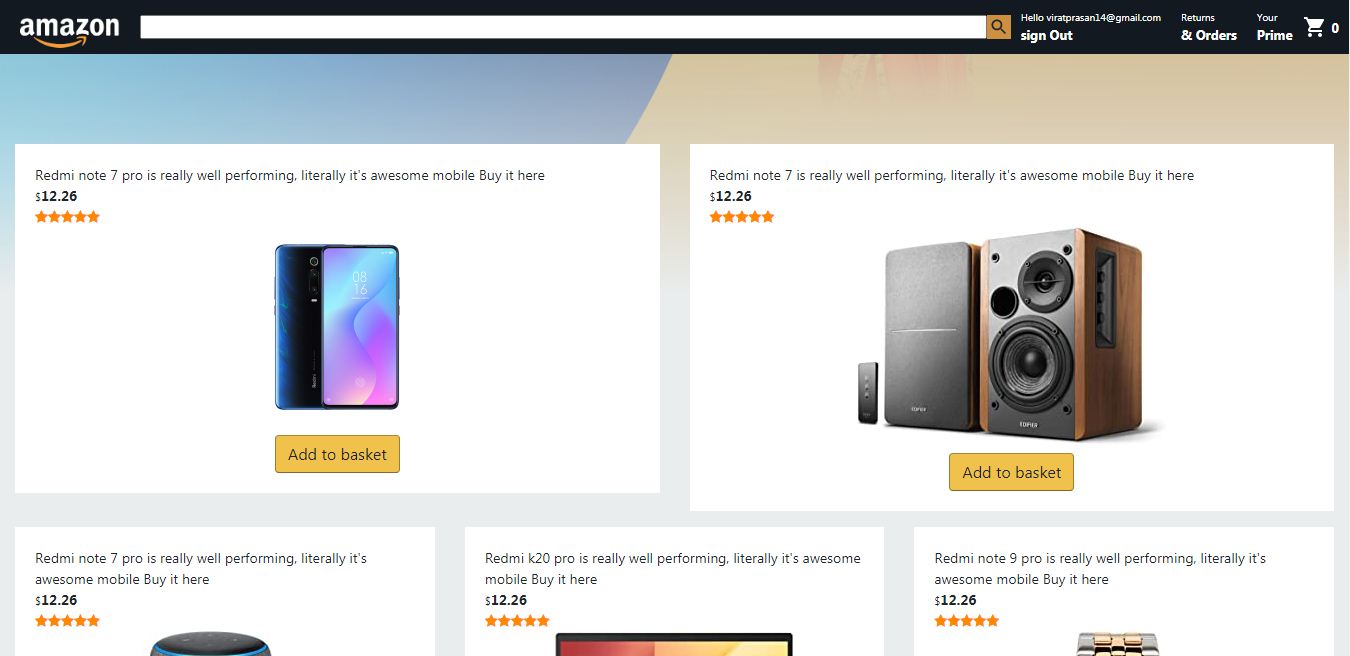 amazon
Hello viratprasan14@gmail.com
sign Out
Returns
& Orders
Your
Prime
0
Redmi note 7 pro is really well performing, literally it's awesome mobile Buy it here
$12.26
08
16
Redmi
Add to basket
Redmi note 7 is really well performing, literally it's awesome mobile Buy it here
$12.26
EDIFIER
EDIFIER
Add to basket
Redmi note 7 pro is really well performing, literally it's
awesome mobile Buy it here
$12.26
Redmi k20 pro is really well performing, literally it's awesome
mobile Buy it here
$12.26
Redmi note 9 pro is really well performing, literally it's
awesome mobile Buy it here
$12.26